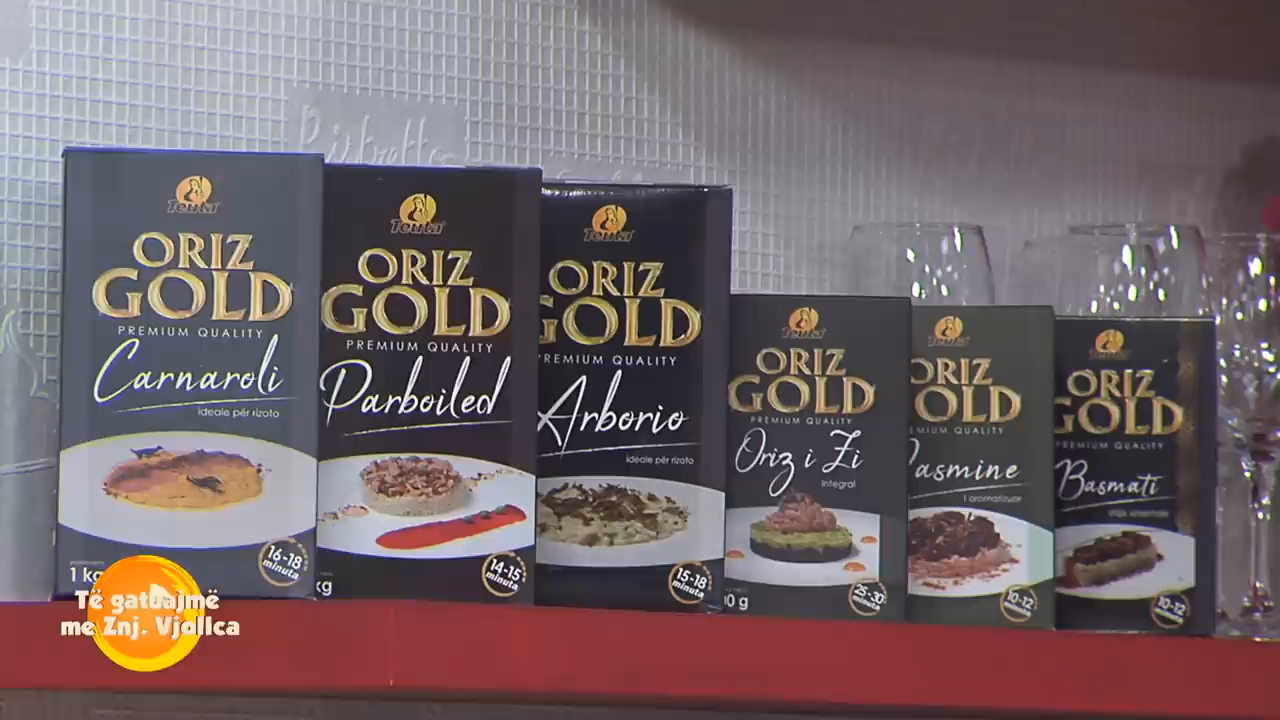 Ristretto
Teuta
ORIZ
GOLD
PREMIUM QUALITY
Carnaroli
ideale për rizoto
16-18
minuta
1 kg
Teuta
ORIZ
GOLD
PREMIUM QUALITY
Parboiled
14-15
minuta
kg
Teuta
ORIZ
GOLD
PREMIUM QUALITY
Arborio
ideale për rizoto
15-18
minuta
Teuta
ORIZ
GOLD
PREMIUM QUALITY
Oriz i Zi
Integral
25-30
minuta
0 g
Teuta
ORIZ
OLD
EMIUM QUALITY
Jasmine
I aromatizuar
10-12
minuta
Teuta
ORIZ
GOLD
PREMIUM QUALITY
Basmati
10-12
minuta
Të gatuajmë
me Znj. Vjollca